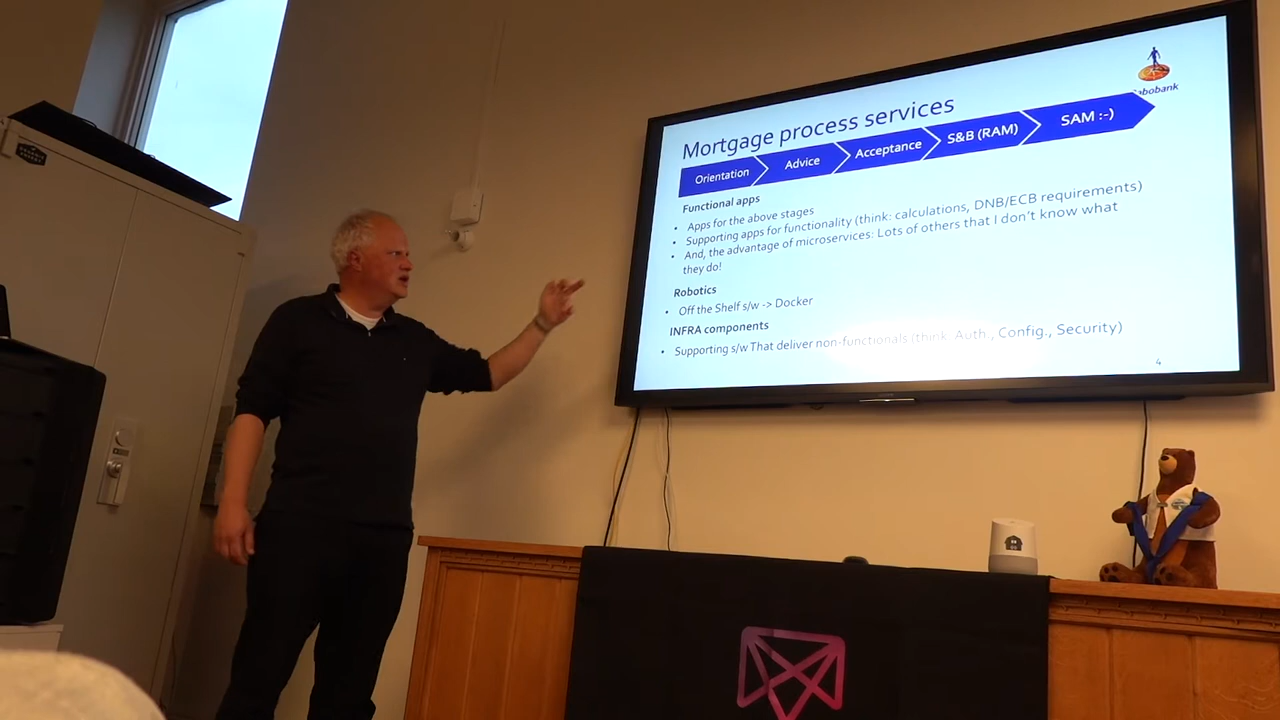 Rabobank
Mortgage process services
Orientation
Advice
Acceptance
S&B (RAM)
SAM :-)
Functional apps
• Apps for the above stages
• Supporting apps for functionality (think: calculations, DNB/ECB requirements)
• And, the advantage of microservices: Lots of others that I don't know what
they do!
Robotics
• Off the Shelf s/w -> Docker
INFRA components
• Supporting s/w That deliver non-functionals (think: Auth., Config., Security)
4